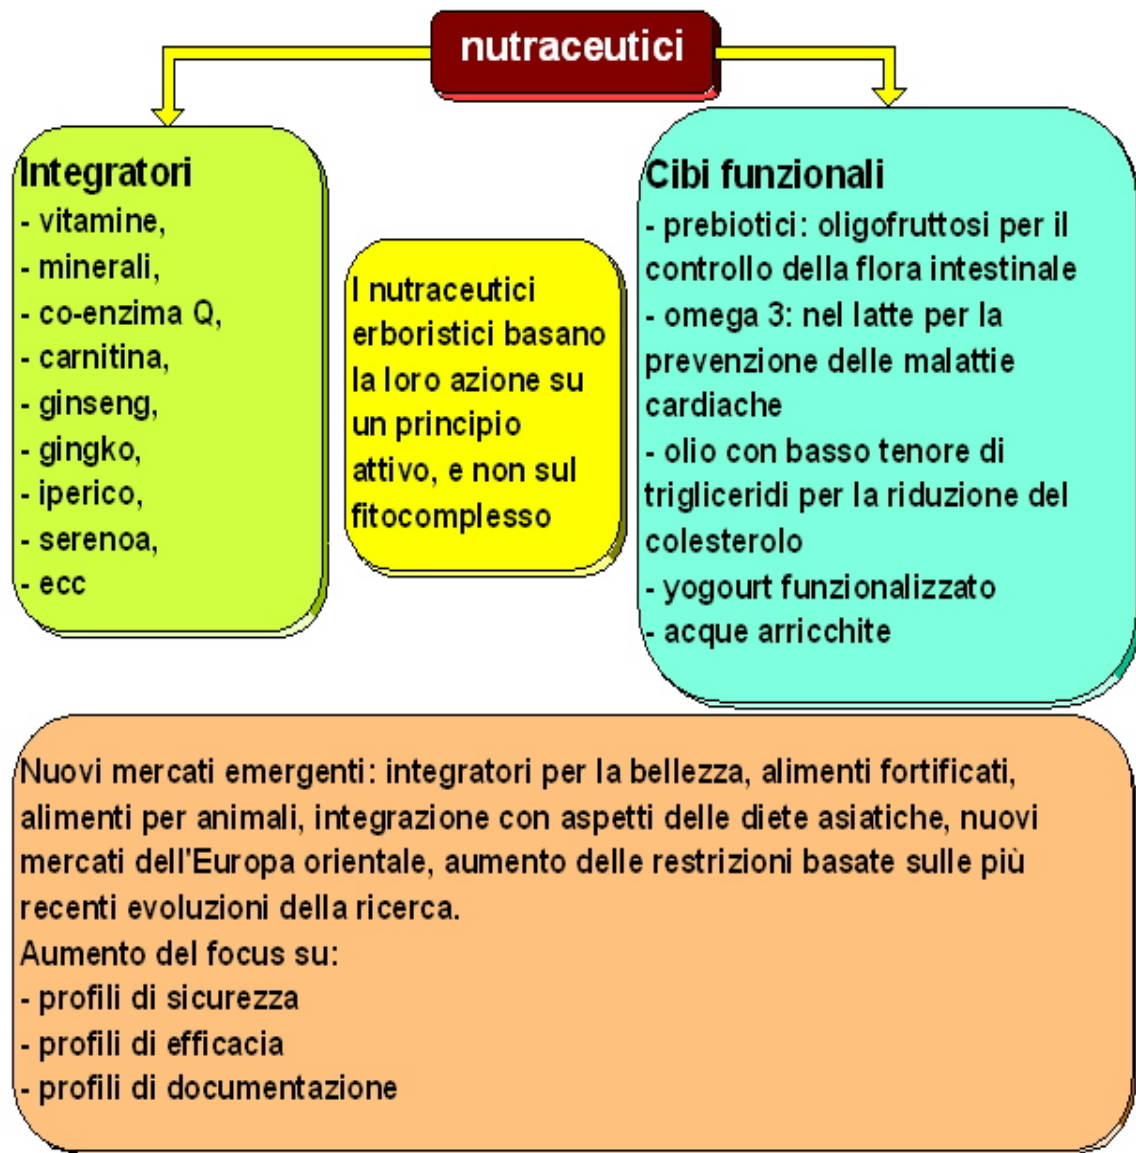 nutraceutici
Integratori
- vitamine,
- minerali,
- co-enzima Q,
- carnitina,
- ginseng,
- gingko,
- iperico,
- serenoa,
- ecc
I nutraceutici
erboristici basano
la loro azione su
un principio
attivo, e non sul
fitocomplesso
Cibi funzionali
- prebiotici: oligofruttosi per il
controllo della flora intestinale
- omega 3: nel latte per la
prevenzione delle malattie
cardiache
- olio con basso tenore di
trigliceridi per la riduzione del
colesterolo
- yogourt funzionalizzato
- acque arricchite
Nuovi mercati emergenti: integratori per la bellezza, alimenti fortificati,
alimenti per animali, integrazione con aspetti delle diete asiatiche, nuovi
mercati dell'Europa orientale, aumento delle restrizioni basate sulle più
recenti evoluzioni della ricerca.
Aumento del focus su:
- profili di sicurezza
- profili di efficacia
- profili di documentazione